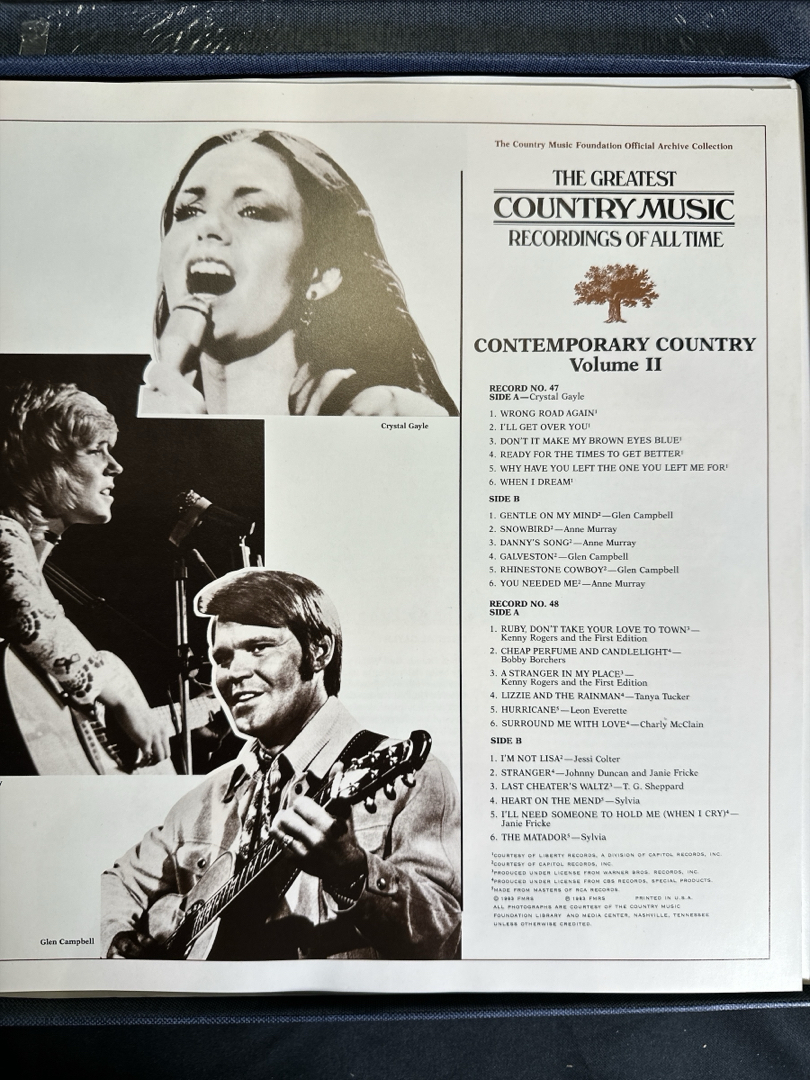 The Country Music Foundation Official Archive Collection
THE GREATEST
COUNTRY MUSIC
RECORDINGS OF ALL TIME
CONTEMPORARY COUNTRY
Volume II
RECORD NO. 47
SIDE A—Crystal Gayle
1. WRONG ROAD AGAIN¹
2. I'LL GET OVER YOU¹
3. DON'T IT MAKE MY BROWN EYES BLUE¹
4. READY FOR THE TIMES TO GET BETTER¹
5. WHY HAVE YOU LEFT THE ONE YOU LEFT ME FOR¹
6. WHEN I DREAM¹
SIDE B
1. GENTLE ON MY MIND²—Glen Campbell
2. SNOWBIRD²—Anne Murray
3. DANNY'S SONG²—Anne Murray
4. GALVESTON²—Glen Campbell
5. RHINESTONE COWBOY²—Glen Campbell
6. YOU NEEDED ME²—Anne Murray
RECORD NO. 48
SIDE A
1. RUBY, DON'T TAKE YOUR LOVE TO TOWN³—
Kenny Rogers and the First Edition
2. CHEAP PERFUME AND CANDLELIGHT⁴—
Bobby Borchers
3. A STRANGER IN MY PLACE³—
Kenny Rogers and the First Edition
4. LIZZIE AND THE RAINMAN⁴—Tanya Tucker
5. HURRICANE⁵—Leon Everette
6. SURROUND ME WITH LOVE⁴—Charly McClain
SIDE B
1. I'M NOT LISA²—Jessi Colter
2. STRANGER⁴—Johnny Duncan and Janie Fricke
3. LAST CHEATER'S WALTZ³—T. G. Sheppard
4. HEART ON THE MEND⁵—Sylvia
5. I'LL NEED SOMEONE TO HOLD ME (WHEN I CRY)⁴—
Janie Fricke
6. THE MATADOR⁵—Sylvia
¹COURTESY OF LIBERTY RECORDS, A DIVISION OF CAPITOL RECORDS, INC.
²COURTESY OF CAPITOL RECORDS, INC.
³PRODUCED UNDER LICENSE FROM WARNER BROS. RECORDS, INC.
⁴PRODUCED UNDER LICENSE FROM CBS RECORDS, SPECIAL PRODUCTS.
⁵MADE FROM MASTERS OF RCA RECORDS.
© 1983 FMRS ℗ 1983 FMRS PRINTED IN U.S.A.
ALL PHOTOGRAPHS ARE COURTESY OF THE COUNTRY MUSIC
FOUNDATION LIBRARY AND MEDIA CENTER, NASHVILLE, TENNESSEE
UNLESS OTHERWISE CREDITED.
Crystal Gayle
Glen Campbell